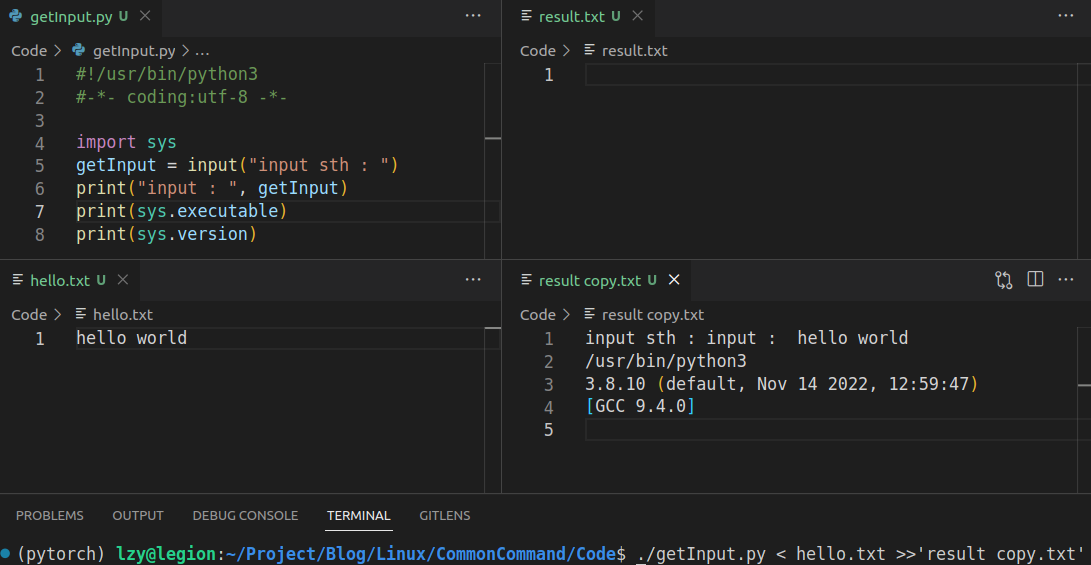 getInput.py U
Code > getInput.py > ...
1 #!/usr/bin/python3
2 #-*- coding:utf-8 -*-
3
4 import sys
5 getInput = input("input sth : ")
6 print("input : ", getInput)
7 print(sys.executable)
8 print(sys.version)
result.txt U
Code > result.txt
1
hello.txt U
Code > hello.txt
1 hello world
result copy.txt U
Code > result copy.txt
1 input sth : input :  hello world
2 /usr/bin/python3
3 3.8.10 (default, Nov 14 2022, 12:59:47)
4 [GCC 9.4.0]
5
PROBLEMS OUTPUT DEBUG CONSOLE TERMINAL GITLENS
(pytorch) lzy@legion:~/Project/Blog/Linux/CommonCommand/Code$ ./getInput.py < hello.txt >>'result copy.txt'